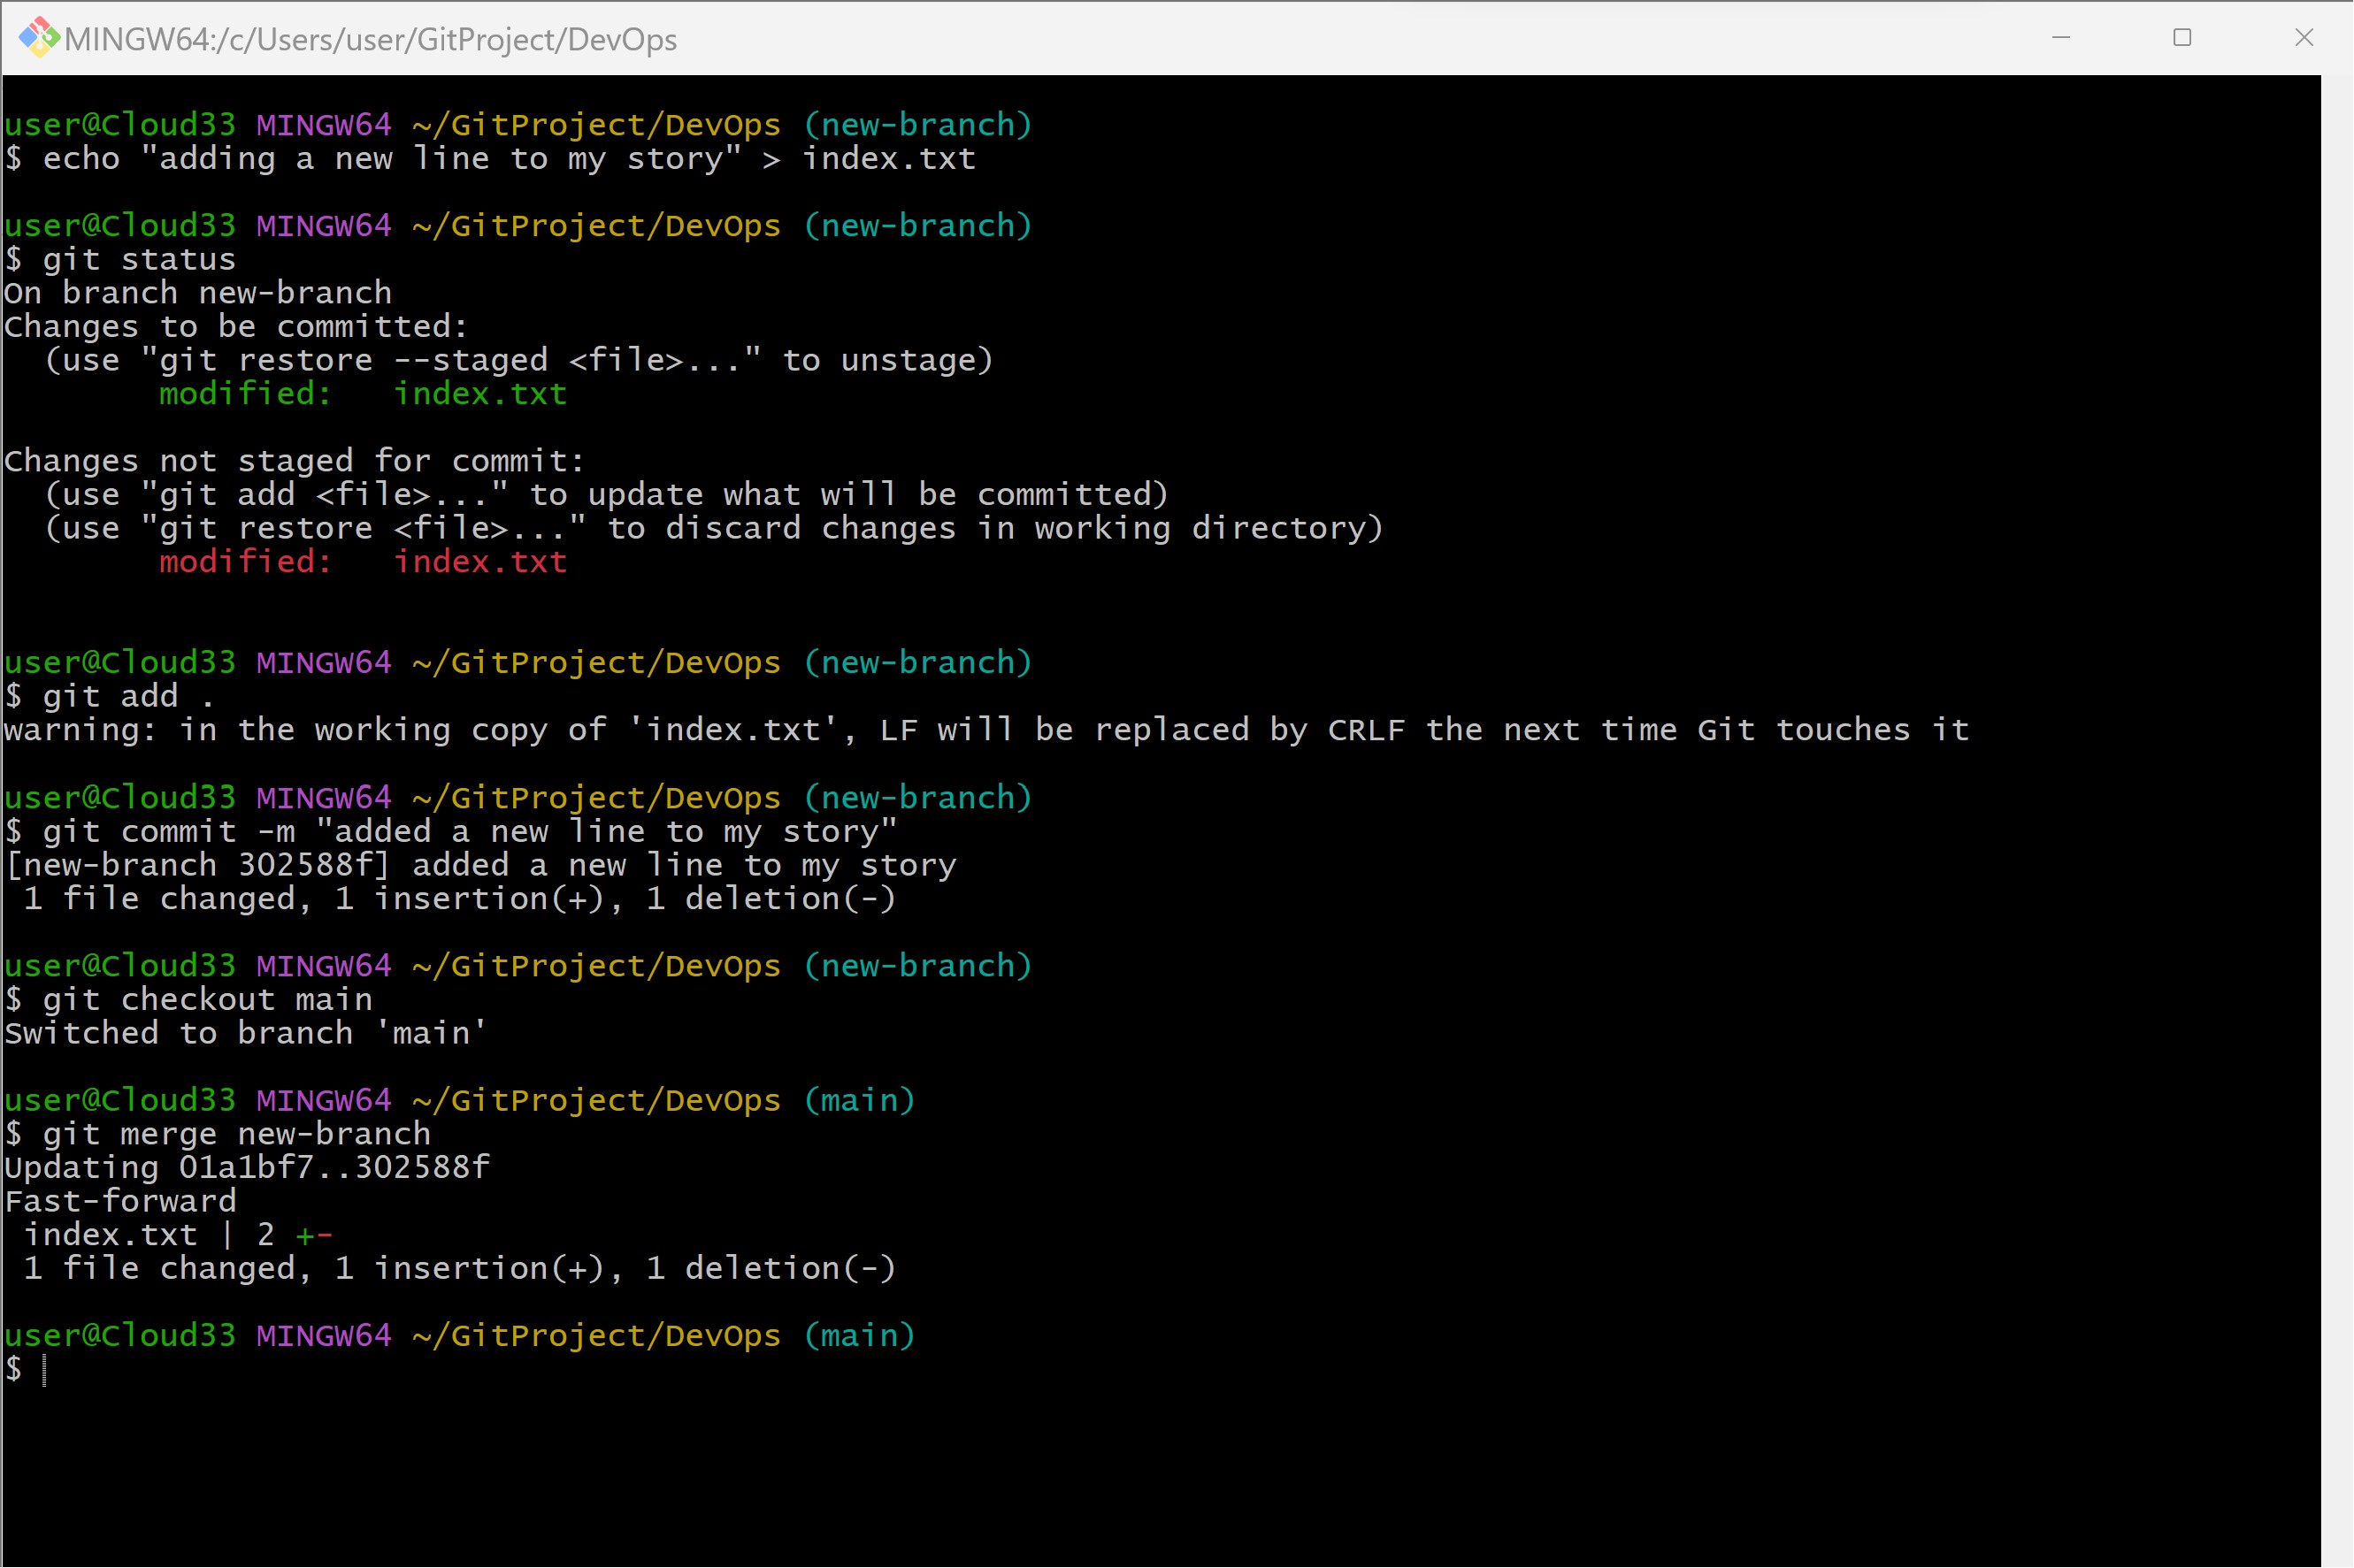 MINGW64:/c/Users/user/GitProject/DevOps
user@Cloud33 MINGW64 ~/GitProject/DevOps (new-branch)
$ echo "adding a new line to my story" > index.txt
user@Cloud33 MINGW64 ~/GitProject/DevOps (new-branch)
$ git status
On branch new-branch
Changes to be committed:
  (use "git restore --staged <file>..." to unstage)
        modified:   index.txt
Changes not staged for commit:
  (use "git add <file>..." to update what will be committed)
  (use "git restore <file>..." to discard changes in working directory)
        modified:   index.txt
user@Cloud33 MINGW64 ~/GitProject/DevOps (new-branch)
$ git add .
warning: in the working copy of 'index.txt', LF will be replaced by CRLF the next time Git touches it
user@Cloud33 MINGW64 ~/GitProject/DevOps (new-branch)
$ git commit -m "added a new line to my story"
[new-branch 302588f] added a new line to my story
 1 file changed, 1 insertion(+), 1 deletion(-)
user@Cloud33 MINGW64 ~/GitProject/DevOps (new-branch)
$ git checkout main
Switched to branch 'main'
user@Cloud33 MINGW64 ~/GitProject/DevOps (main)
$ git merge new-branch
Updating 01a1bf7..302588f
Fast-forward
 index.txt | 2 +-
 1 file changed, 1 insertion(+), 1 deletion(-)
user@Cloud33 MINGW64 ~/GitProject/DevOps (main)
$